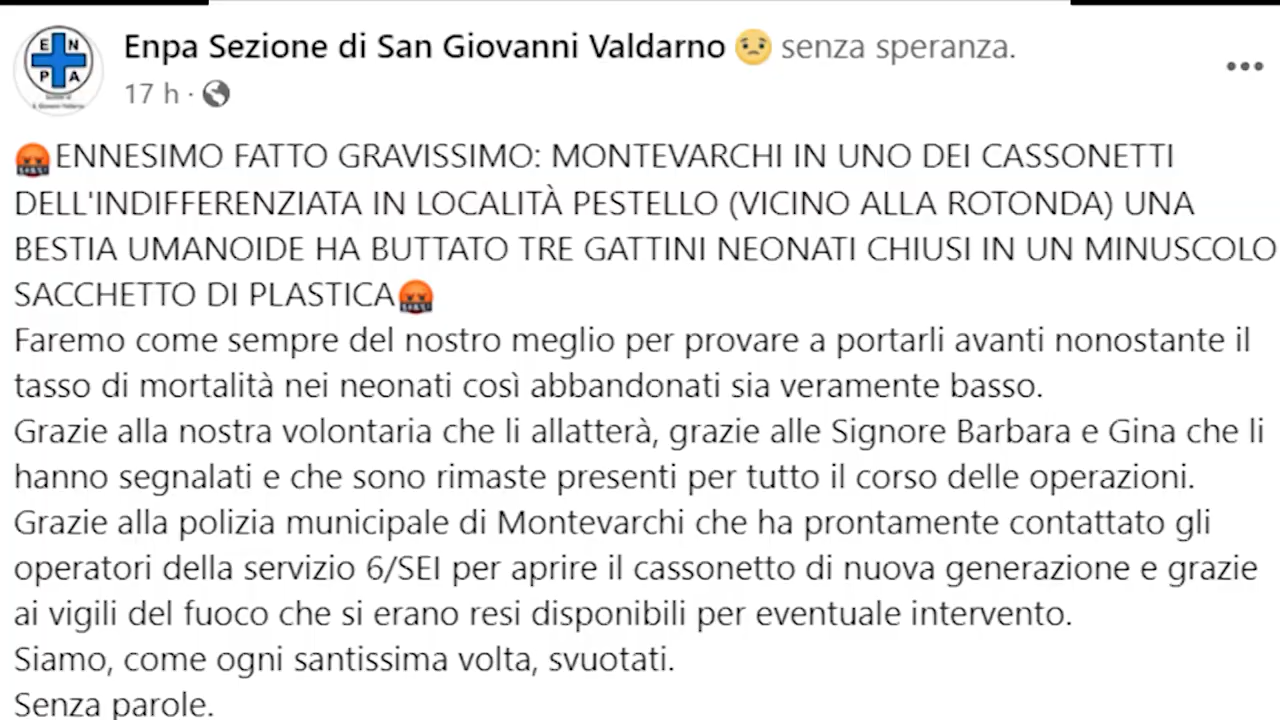 Enpa Sezione di San Giovanni Valdarno 😟 senza speranza.
17 h ·
E N
P A
🤬ENNESIMO FATTO GRAVISSIMO: MONTEVARCHI IN UNO DEI CASSONETTI
DELL'INDIFFERENZIATA IN LOCALITÀ PESTELLO (VICINO ALLA ROTONDA) UNA
BESTIA UMANOIDE HA BUTTATO TRE GATTINI NEONATI CHIUSI IN UN MINUSCOLO
SACCHETTO DI PLASTICA🤬
Faremo come sempre del nostro meglio per provare a portarli avanti nonostante il
tasso di mortalità nei neonati così abbandonati sia veramente basso.
Grazie alla nostra volontaria che li allatterà, grazie alle Signore Barbara e Gina che li
hanno segnalati e che sono rimaste presenti per tutto il corso delle operazioni.
Grazie alla polizia municipale di Montevarchi che ha prontamente contattato gli
operatori della servizio 6/SEI per aprire il cassonetto di nuova generazione e grazie
ai vigili del fuoco che si erano resi disponibili per eventuale intervento.
Siamo, come ogni santissima volta, svuotati.
Senza parole.